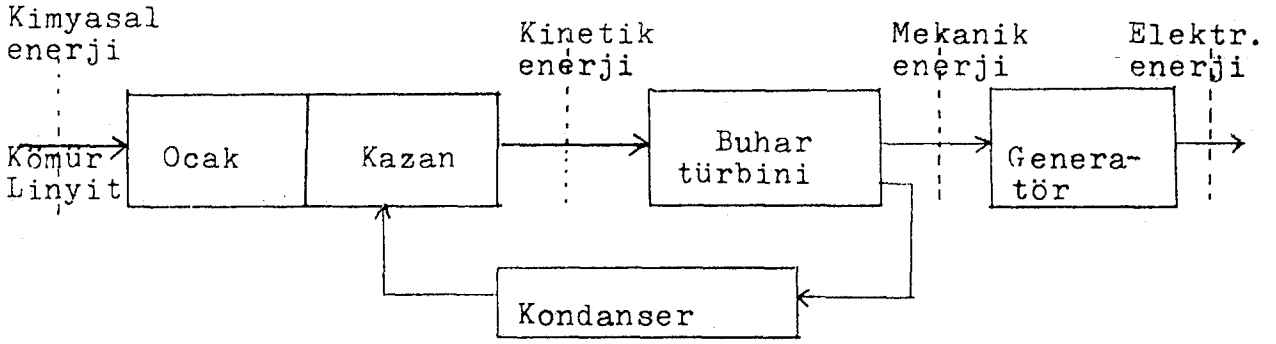 Kimyasal
enerji
Kinetik
enerji
Mekanik
enerji
Elektr.
enerji
Kömür
Linyit
Ocak
Kazan
Buhar
türbini
Genera-
tör
Kondanser